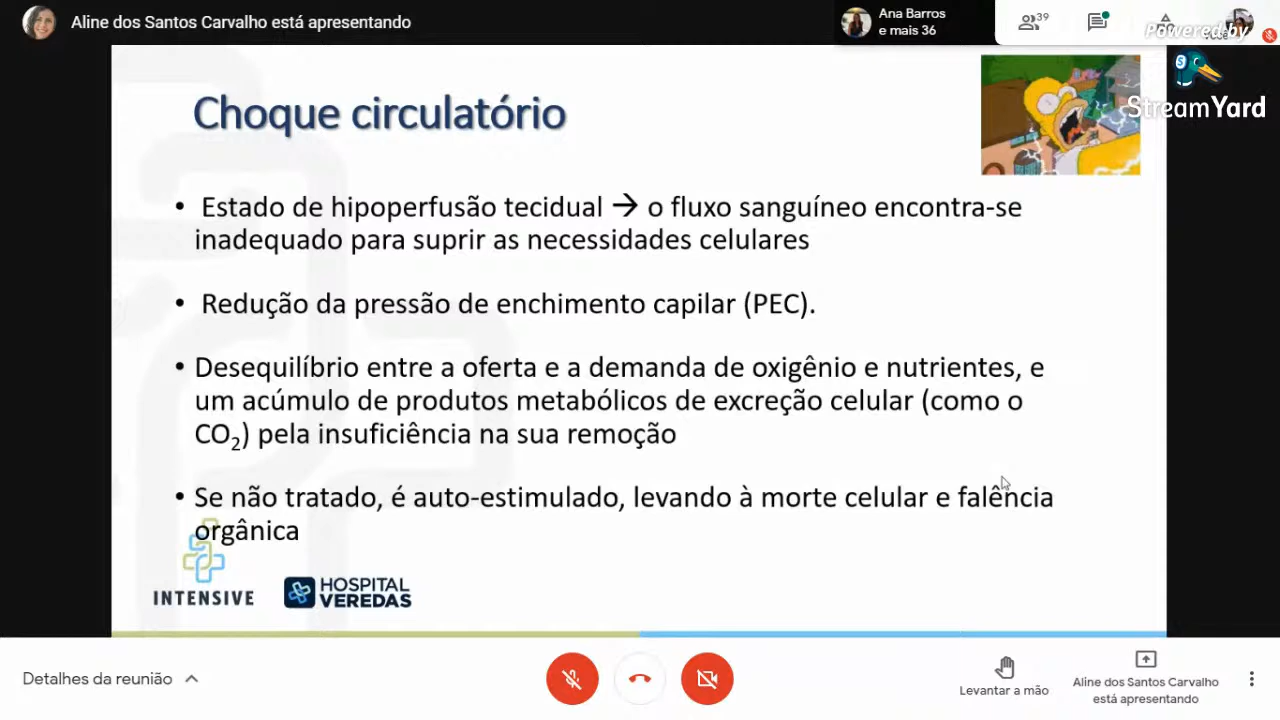 Aline dos Santos Carvalho está apresentando
Ana Barros
e mais 36
39
Powered by
StreamYard
Choque circulatório
• Estado de hipoperfusão tecidual → o fluxo sanguíneo encontra-se
inadequado para suprir as necessidades celulares
• Redução da pressão de enchimento capilar (PEC).
• Desequilíbrio entre a oferta e a demanda de oxigênio e nutrientes, e
um acúmulo de produtos metabólicos de excreção celular (como o
CO₂) pela insuficiência na sua remoção
• Se não tratado, é auto-estimulado, levando à morte celular e falência
orgânica
INTENSIVE
HOSPITAL
VEREDAS
Detalhes da reunião
Levantar a mão
Aline dos Santos Carvalho
está apresentando